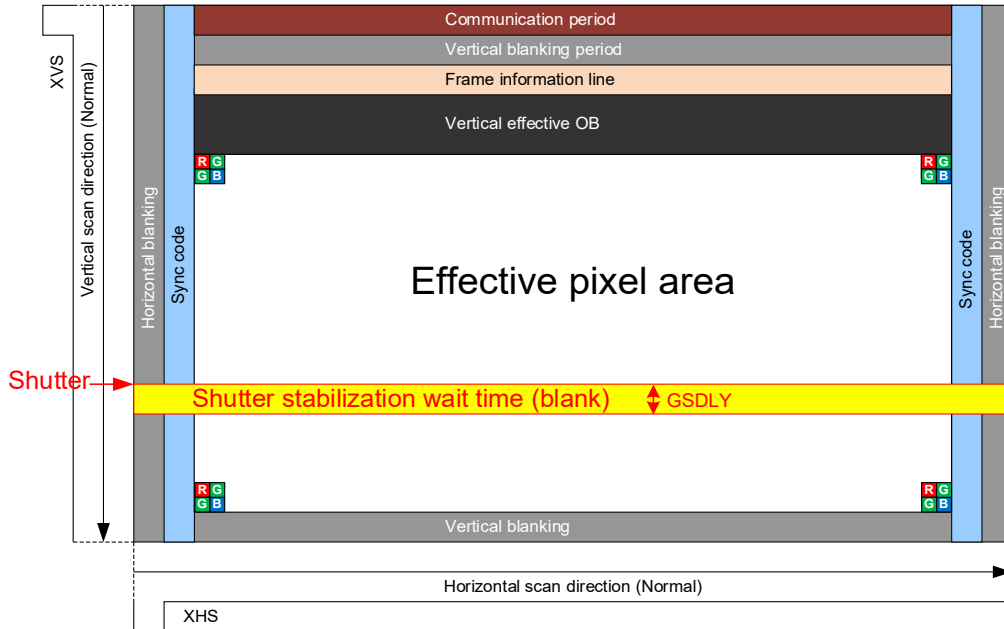 Communication period
XVS
Vertical blanking period
Frame information line
Vertical effective OB
Vertical scan direction (Normal)
Horizontal blanking
Sync code
R G
G B
R G
G B
Sync code
Horizontal blanking
Effective pixel area
Shutter
Shutter stabilization wait time (blank)
GSDLY
R G
G B
R G
G B
Vertical blanking
Horizontal scan direction (Normal)
XHS